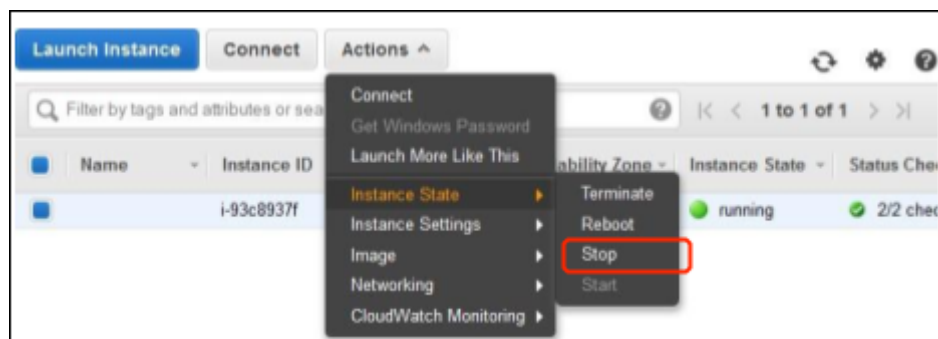 Launch Instance Connect Actions
Filter by tags and attributes or sea 1 to 1 of 1
Name Instance ID ability Zone Instance State Status Chec
i-93c8937f running 2/2 chec
Connect
Get Windows Password
Launch More Like This
Instance State
Instance Settings
Image
Networking
CloudWatch Monitoring
Terminate
Reboot
Stop
Start